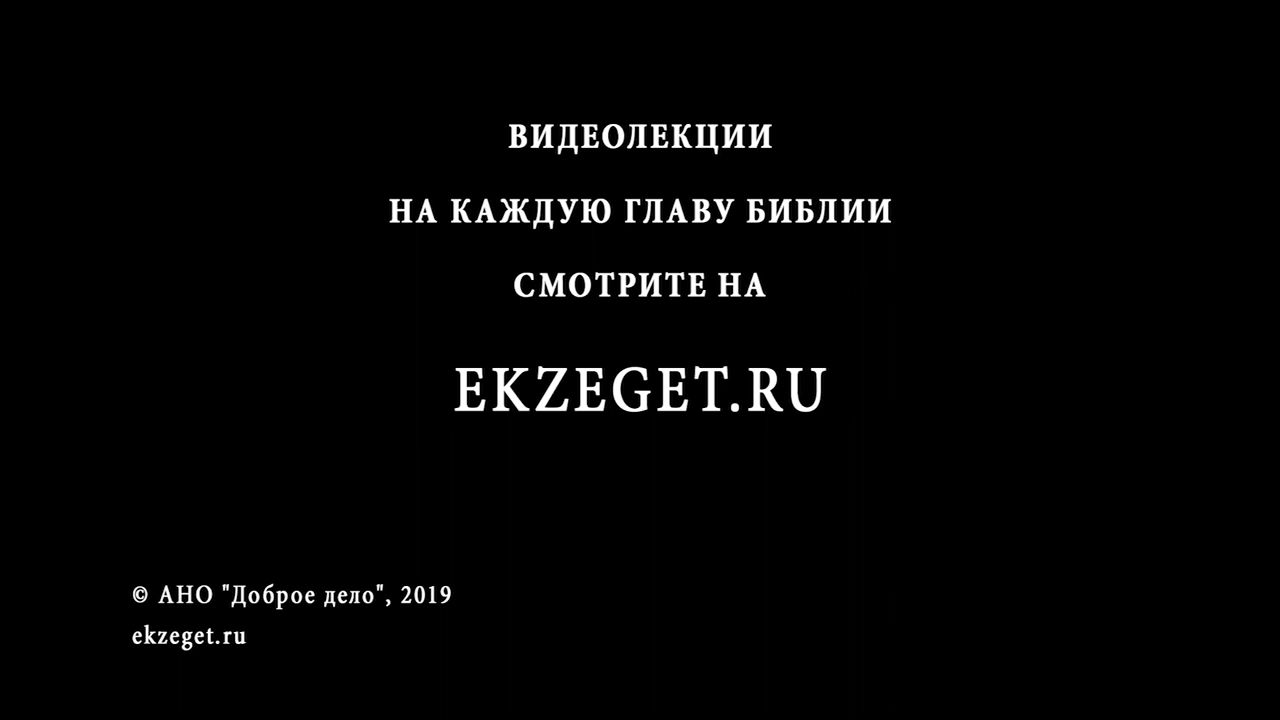 ВИДЕОЛЕКЦИИ
НА КАЖДУЮ ГЛАВУ БИБЛИИ
СМОТРИТЕ НА
EKZEGET.RU
© АНО "Доброе дело", 2019
ekzeget.ru